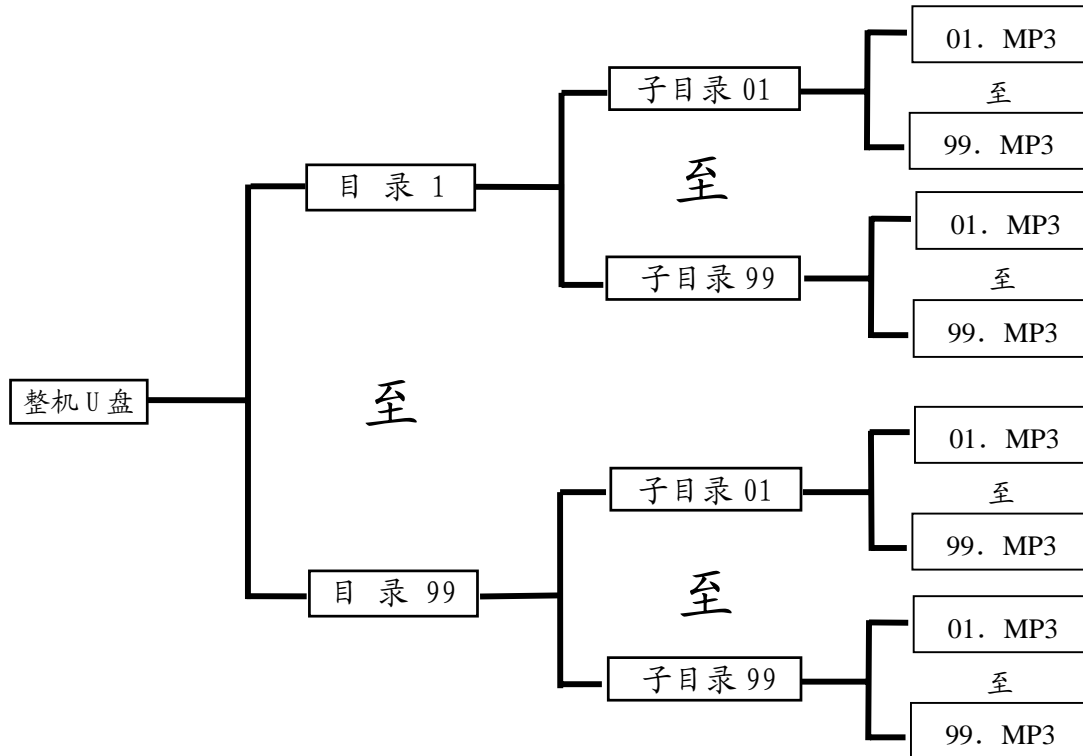 01. MP3
子目录 01
至
99. MP3
目 录 1
至
01. MP3
子目录 99
至
99. MP3
整机 U 盘
至
01. MP3
子目录 01
至
99. MP3
目 录 99
至
01. MP3
子目录 99
至
99. MP3